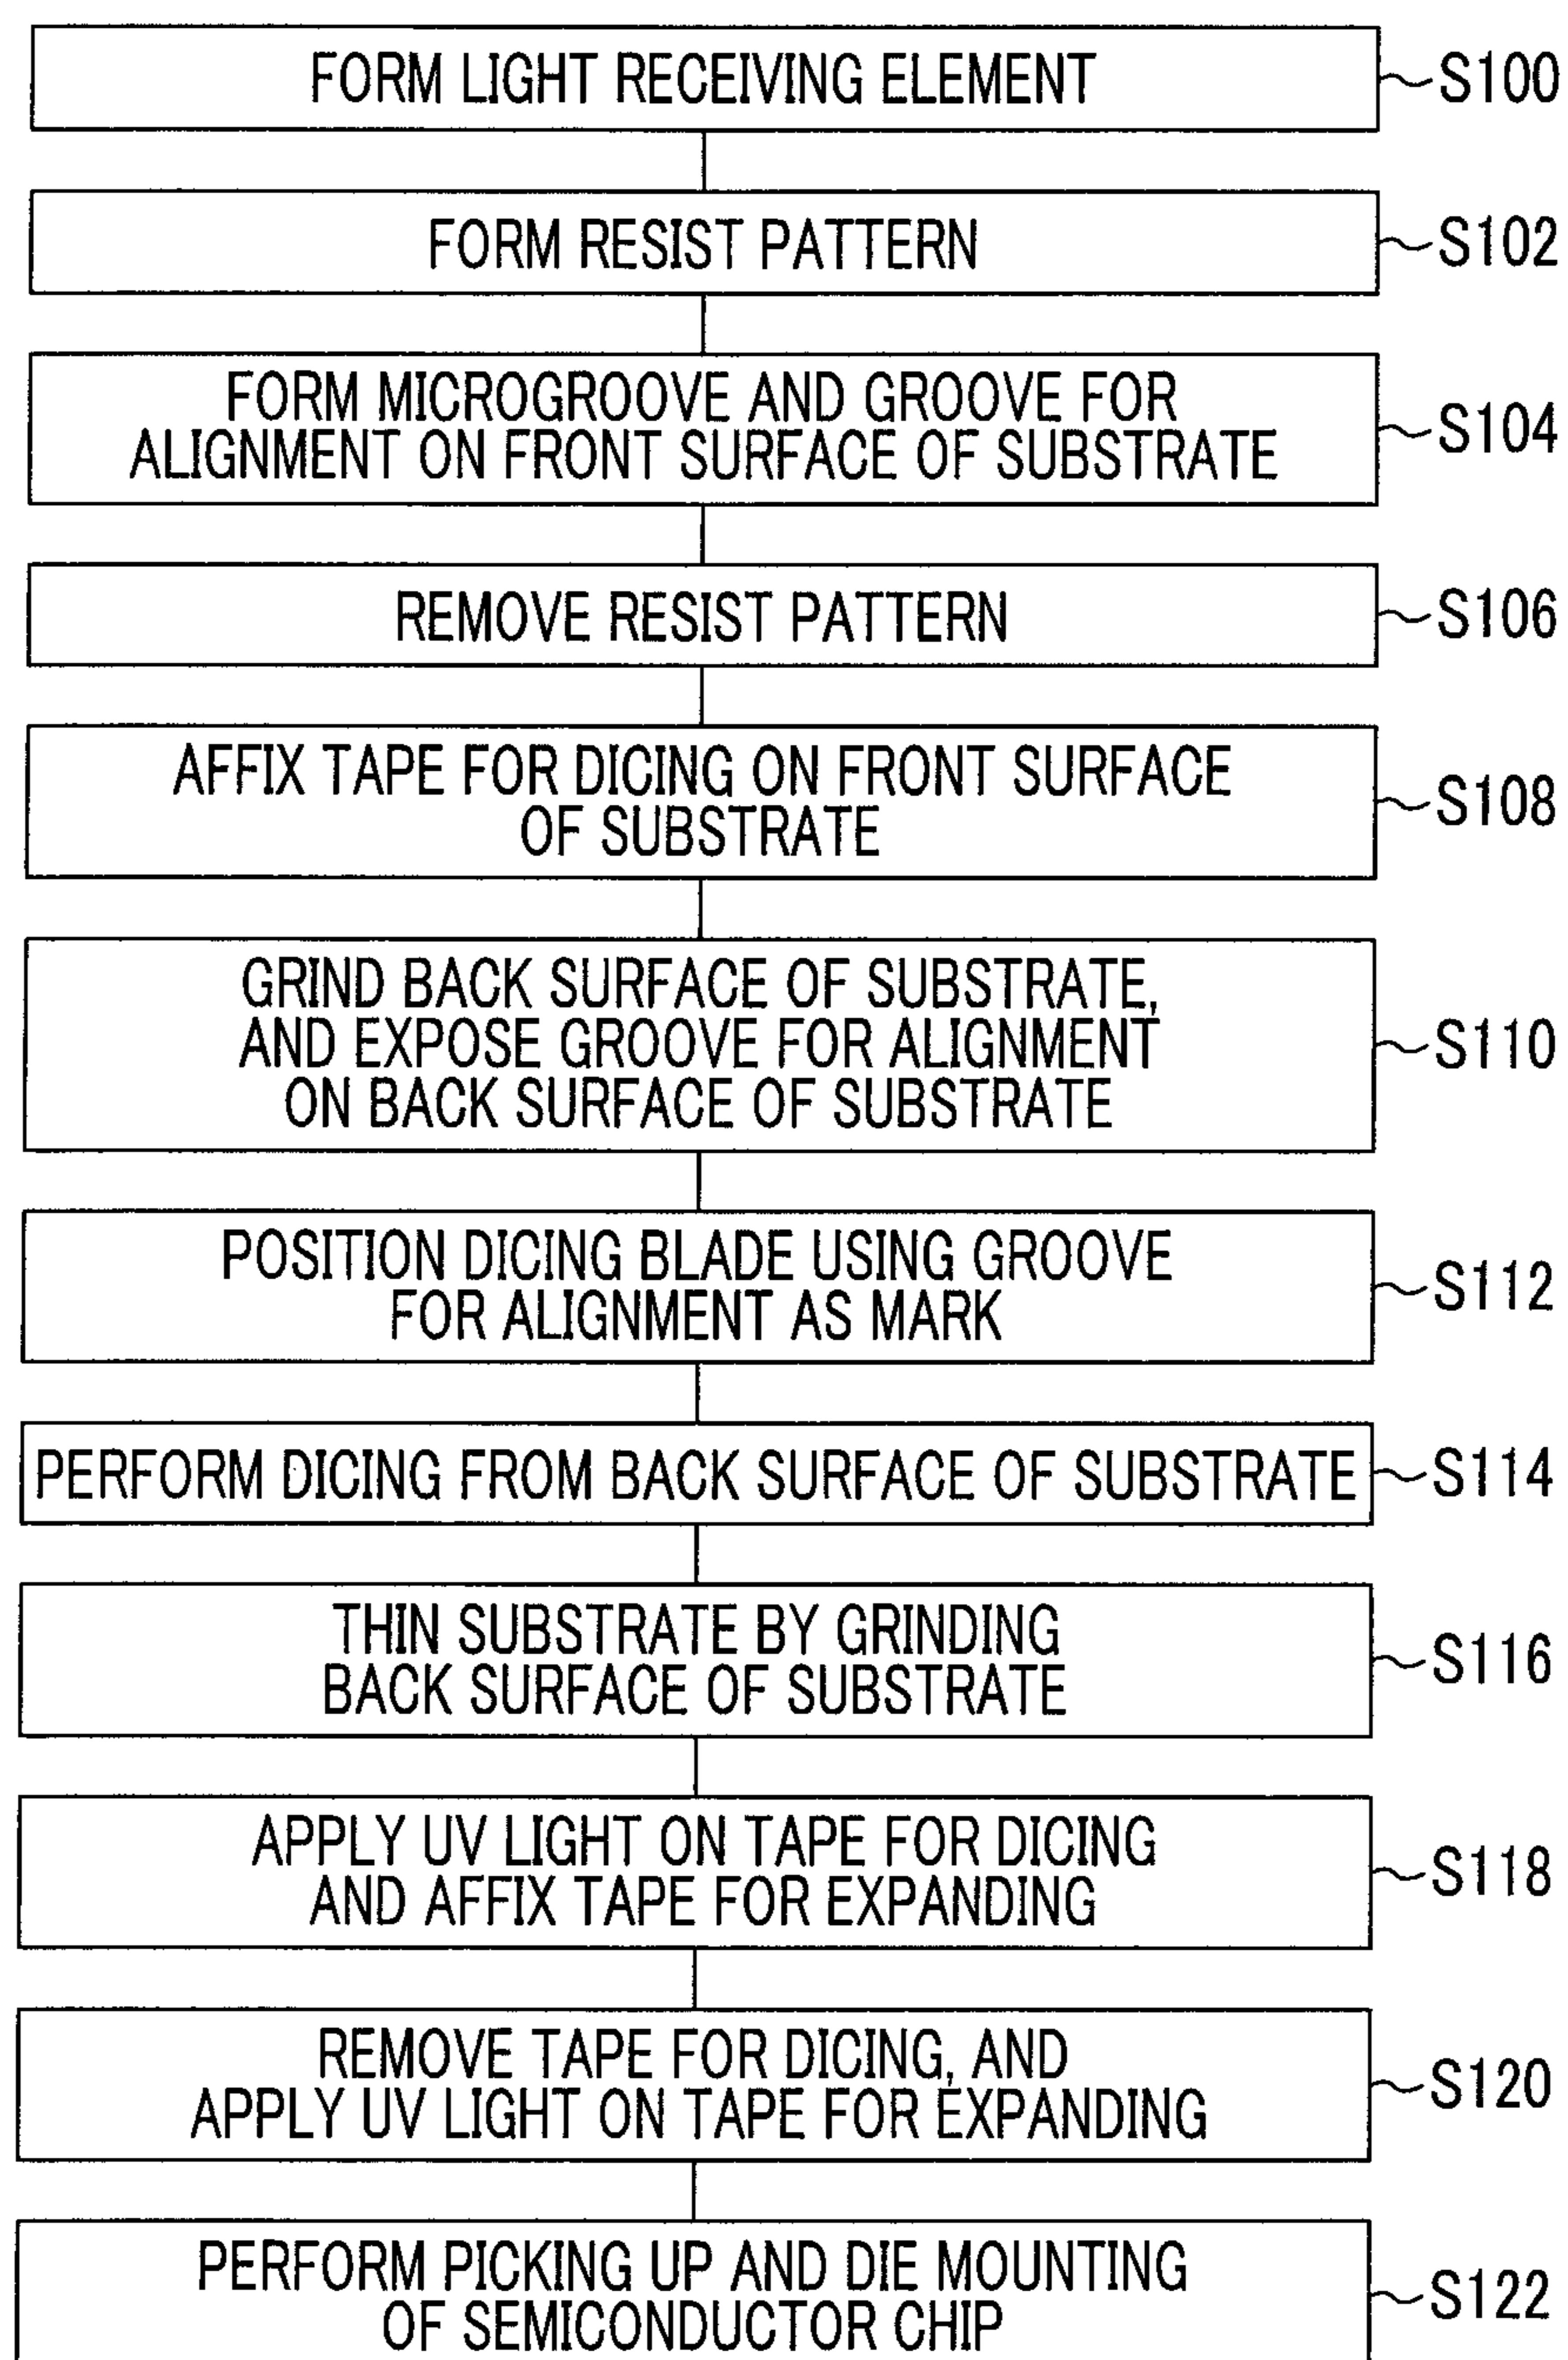 FORM LIGHT RECEIVING ELEMENT
S100
FORM RESIST PATTERN
S102
FORM MICROGROOVE AND GROOVE FOR
ALIGNMENT ON FRONT SURFACE OF SUBSTRATE
S104
REMOVE RESIST PATTERN
S106
AFFIX TAPE FOR DICING ON FRONT SURFACE
OF SUBSTRATE
S108
GRIND BACK SURFACE OF SUBSTRATE,
AND EXPOSE GROOVE FOR ALIGNMENT
ON BACK SURFACE OF SUBSTRATE
S110
POSITION DICING BLADE USING GROOVE
FOR ALIGNMENT AS MARK
S112
PERFORM DICING FROM BACK SURFACE OF SUBSTRATE
S114
THIN SUBSTRATE BY GRINDING
BACK SURFACE OF SUBSTRATE
S116
APPLY UV LIGHT ON TAPE FOR DICING
AND AFFIX TAPE FOR EXPANDING
S118
REMOVE TAPE FOR DICING, AND
APPLY UV LIGHT ON TAPE FOR EXPANDING
S120
PERFORM PICKING UP AND DIE MOUNTING
OF SEMICONDUCTOR CHIP
S122